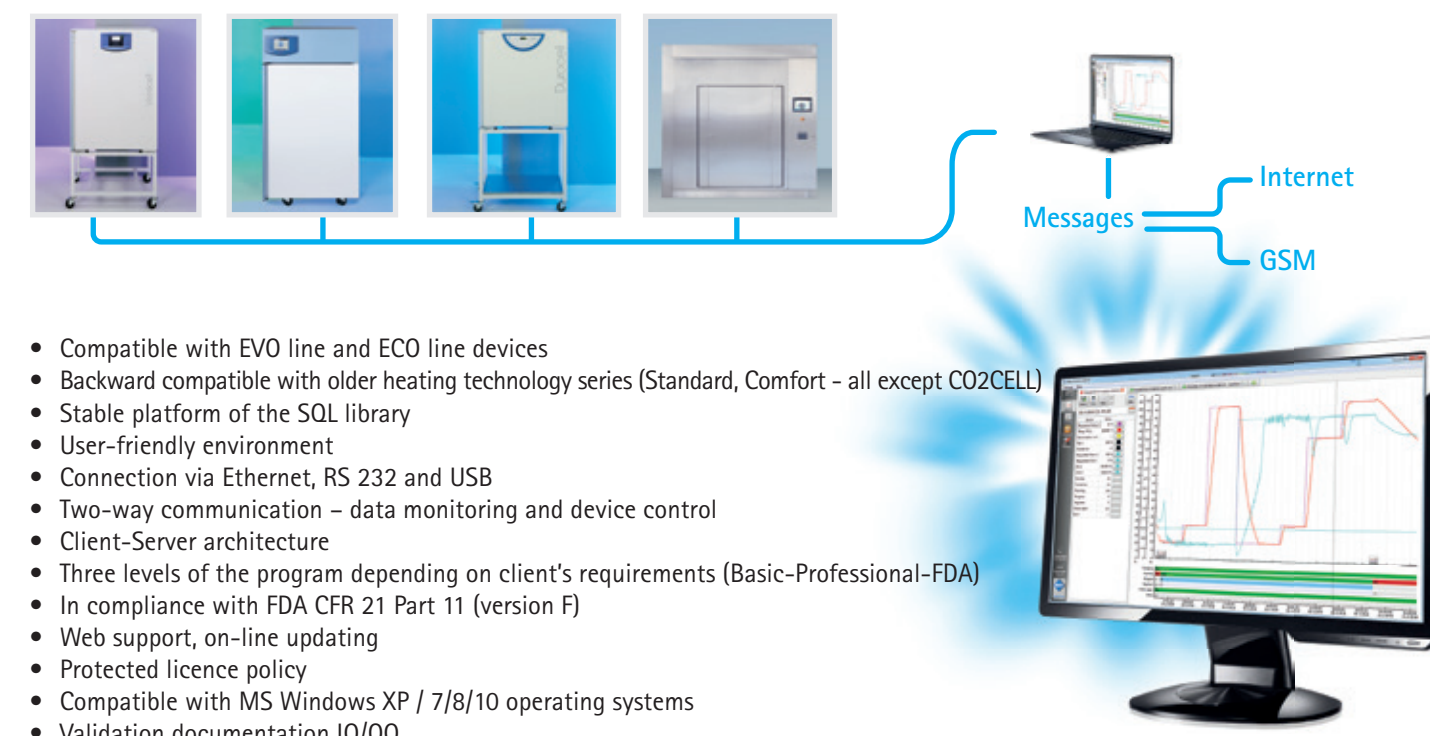 Internet
Messages
GSM
• Compatible with EVO line and ECO line devices
• Backward compatible with older heating technology series (Standard, Comfort - all except CO2CELL)
• Stable platform of the SQL library
• User-friendly environment
• Connection via Ethernet, RS 232 and USB
• Two-way communication – data monitoring and device control
• Client-Server architecture
• Three levels of the program depending on client's requirements (Basic-Professional-FDA)
• In compliance with FDA CFR 21 Part 11 (version F)
• Web support, on-line updating
• Protected licence policy
• Compatible with MS Windows XP / 7/8/10 operating systems
• Validation documentation IQ/OQ